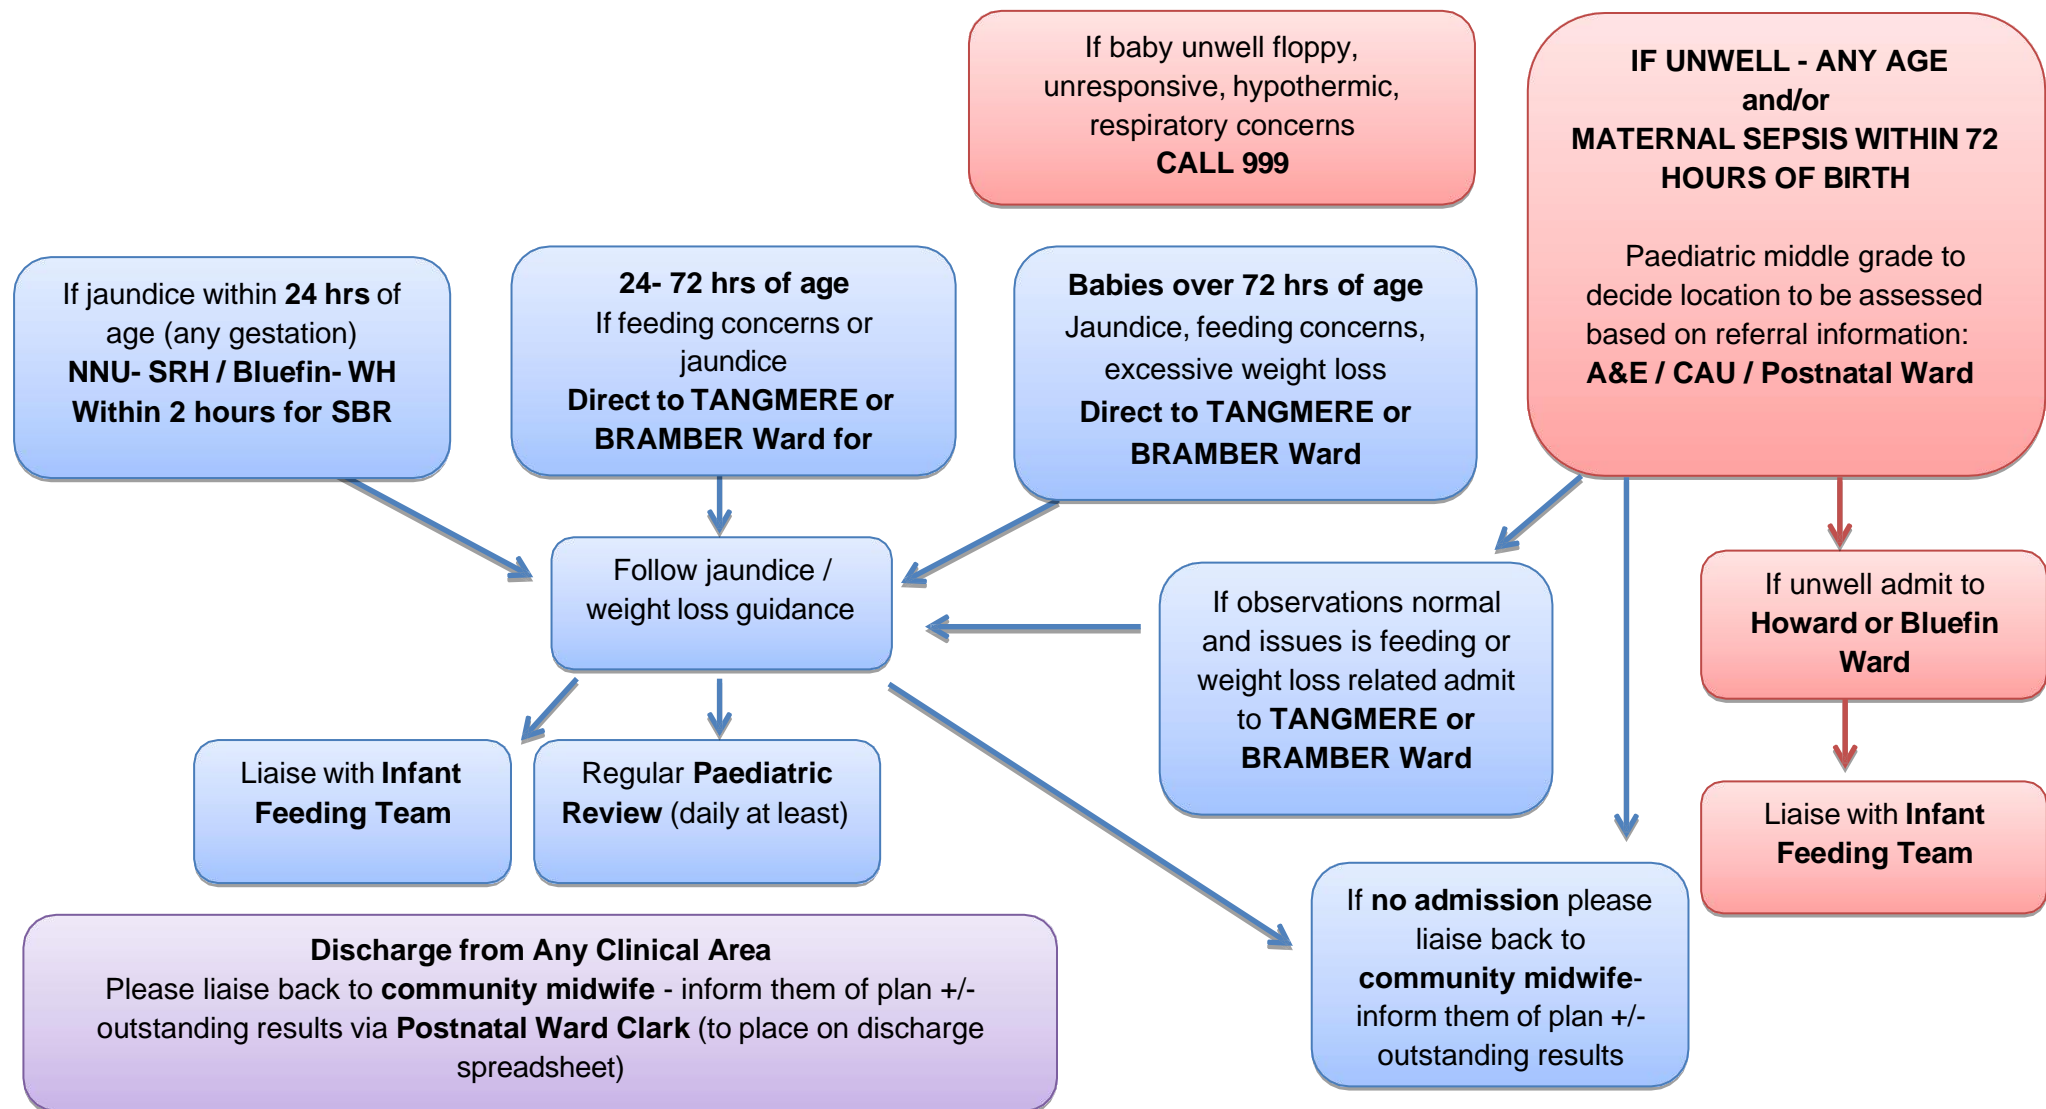 If baby unwell floppy,
unresponsive, hypothermic,
respiratory concerns
CALL 999
IF UNWELL - ANY AGE
and/or
MATERNAL SEPSIS WITHIN 72
HOURS OF BIRTH
Paediatric middle grade to
decide location to be assessed
based on referral information:
A&E / CAU / Postnatal Ward
If jaundice within 24 hrs of
age (any gestation)
NNU- SRH / Bluefin- WH
Within 2 hours for SBR
24- 72 hrs of age
If feeding concerns or
jaundice
Direct to TANGMERE or
BRAMBER Ward for
Babies over 72 hrs of age
Jaundice, feeding concerns,
excessive weight loss
Direct to TANGMERE or
BRAMBER Ward
Follow jaundice /
weight loss guidance
If observations normal
and issues is feeding or
weight loss related admit
to TANGMERE or
BRAMBER Ward
If unwell admit to
Howard or Bluefin
Ward
Liaise with Infant
Feeding Team
Regular Paediatric
Review (daily at least)
Liaise with Infant
Feeding Team
If no admission please
liaise back to
community midwife-
inform them of plan +/-
outstanding results
Discharge from Any Clinical Area
Please liaise back to community midwife - inform them of plan +/-
outstanding results via Postnatal Ward Clark (to place on discharge
spreadsheet)